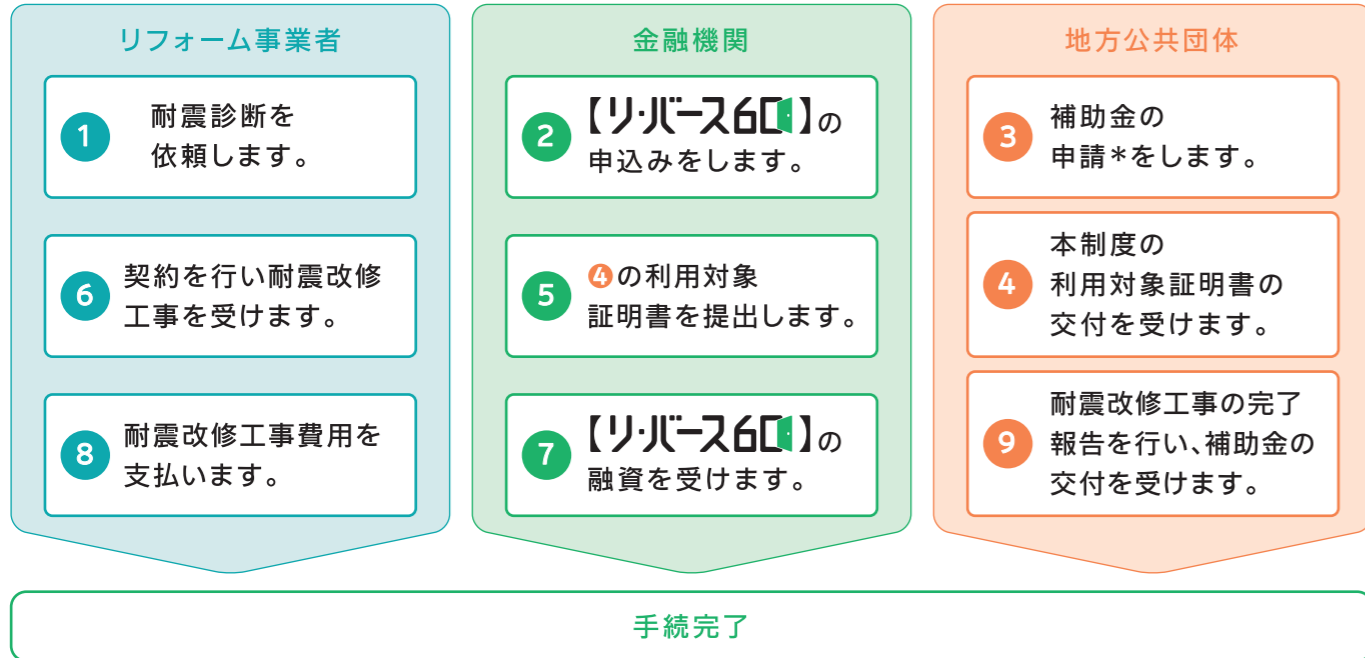 リフォーム事業者
1
耐震診断を
依頼します。
6
契約を行い耐震改修
工事を受けます。
8
耐震改修工事費用を
支払います。
金融機関
2
【リ・バース60】の
申込みをします。
5
4の利用対象
証明書を提出します。
7
【リ・バース60】の
融資を受けます。
地方公共団体
3
補助金の
申請＊をします。
4
本制度の
利用対象証明書の
交付を受けます。
9
耐震改修工事の完了
報告を行い、補助金の
交付を受けます。
手続完了